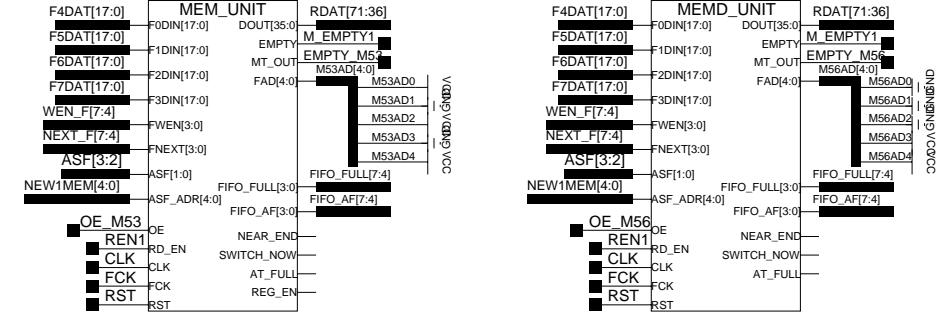 MEM_UNIT
F4DAT[17:0]
F0DIN[17:0]
DOUT[35:0]
RDAT[71:36]
F5DAT[17:0]
F1DIN[17:0]
EMPTY
M_EMPTY1
F6DAT[17:0]
F2DIN[17:0]
MT_OUT
EMPTY_M53
F7DAT[17:0]
F3DIN[17:0]
FAD[4:0]
M53AD[4:0]
M53AD0
M53AD1
M53AD2
M53AD3
M53AD4
VCC
WEN_F[7:4]
FWEN[3:0]
NEXT_F[7:4]
FNEXT[3:0]
ASF[3:2]
ASF[1:0]
NEW1MEM[4:0]
ASF_ADR[4:0]
FIFO_FULL[3:0]
FIFO_FULL[7:4]
FIFO_AF[3:0]
FIFO_AF[7:4]
OE_M53
OE
NEAR_END
REN1
RD_EN
SWITCH_NOW
CLK
CLK
AT_FULL
FCK
FCK
REG_EN
RST
RST
MEMD_UNIT
F4DAT[17:0]
F0DIN[17:0]
DOUT[35:0]
RDAT[71:36]
F5DAT[17:0]
F1DIN[17:0]
EMPTY
M_EMPTY1
F6DAT[17:0]
F2DIN[17:0]
MT_OUT
EMPTY_M56
F7DAT[17:0]
F3DIN[17:0]
FAD[4:0]
M56AD[4:0]
M56AD0
M56AD1
M56AD2
M56AD3
M56AD4
GND
VCC
WEN_F[7:4]
FWEN[3:0]
NEXT_F[7:4]
FNEXT[3:0]
ASF[3:2]
ASF[1:0]
NEW1MEM[4:0]
ASF_ADR[4:0]
FIFO_FULL[3:0]
FIFO_FULL[7:4]
FIFO_AF[3:0]
FIFO_AF[7:4]
OE_M56
OE
NEAR_END
REN1
RD_EN
SWITCH_NOW
CLK
CLK
AT_FULL
FCK
FCK
RST
RST